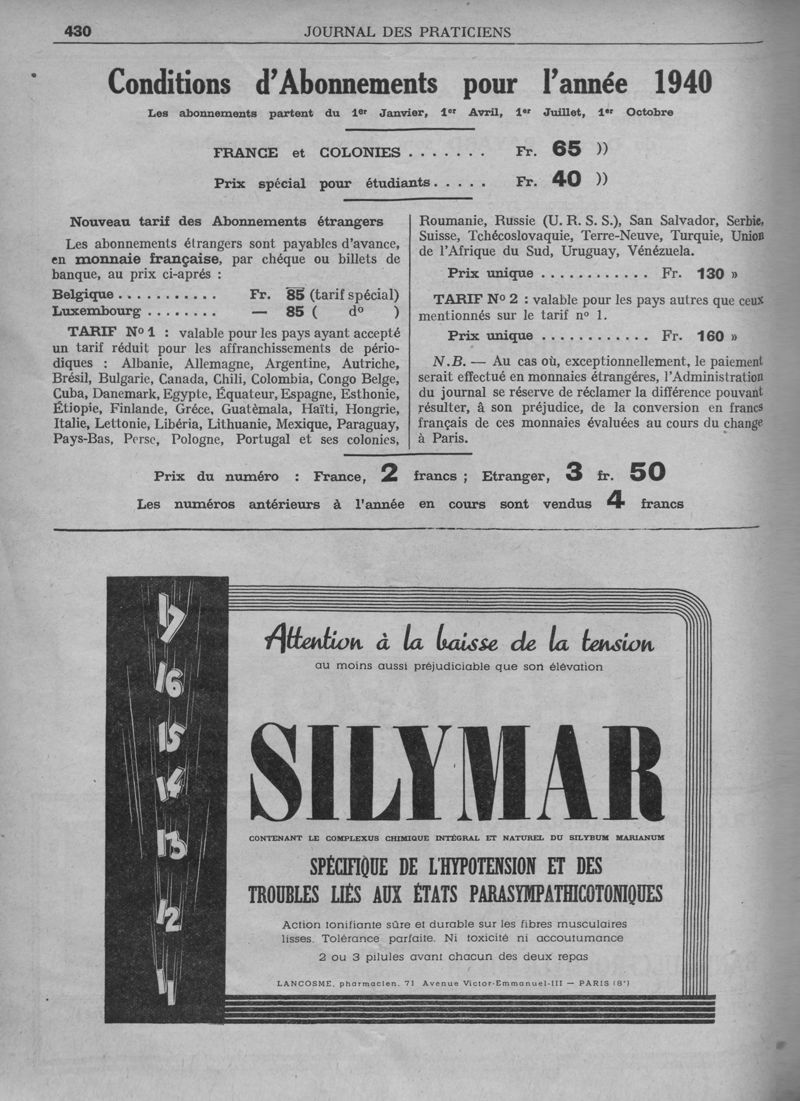 430
JOURNAL DES PRATICIENS
Conditions d'Abonnements pour l'année 1940
Les abonnements partent du 1er Janvier, 1er Avril, 1er Juillet, 1er Octobre
FRANCE et COLONIES . . . . . . . Fr. 65 ))
Prix spécial pour étudiants . . . . . Fr. 40 ))
Nouveau tarif des Abonnements étrangers
Les abonnements étrangers sont payables d'avance,
en monnaie française, par chéque ou billets de
banque, au prix ci-aprés :
Belgique . . . . . . . . . . . Fr. 85 (tarif spécial)
Luxembourg . . . . . . . . — 85 ( do )
TARIF No 1 : valable pour les pays ayant accepté
un tarif réduit pour les affranchissements de pério-
diques : Albanie, Allemagne, Argentine, Autriche,
Brésil, Bulgarie, Canada, Chili, Colombia, Congo Belge,
Cuba, Danemark, Egypte, Équateur, Espagne, Esthonie,
Étiopie, Finlande, Gréce, Guatèmala, Haïti, Hongrie,
Italie, Lettonie, Libéria, Lithuanie, Mexique, Paraguay,
Pays-Bas, Perse, Pologne, Portugal et ses colonies,
Roumanie, Russie (U. R. S. S.), San Salvador, Serbie,
Suisse, Tchécoslovaquie, Terre-Neuve, Turquie, Union
de l'Afrique du Sud, Uruguay, Vénézuela.
Prix unique . . . . . . . . . . . . Fr. 130 »
TARIF No 2 : valable pour les pays autres que ceux
mentionnés sur le tarif no 1.
Prix unique . . . . . . . . . . . . Fr. 160 »
N.B. — Au cas où, exceptionnellement, le paiement
serait effectué en monnaies étrangéres, l'Administration
du journal se réserve de réclamer la différence pouvant
résulter, à son préjudice, de la conversion en francs
français de ces monnaies évaluées au cours du change
à Paris.
Prix du numéro : France, 2 francs ; Etranger, 3 fr. 50
Les numéros antérieurs à l'année en cours sont vendus 4 francs
17
16
15
14
13
12
11
Attention à la baisse de la tension
au moins aussi préjudiciable que son élévation
SILYMAR
CONTENANT LE COMPLEXUS CHIMIQUE INTÉGRAL ET NATUREL DU SILYBUM MARIANUM
SPÉCIFIQUE DE L'HYPOTENSION ET DES
TROUBLES LIÉS AUX ÉTATS PARASYMPATHICOTONIQUES
Action tonifiante sûre et durable sur les fibres musculaires
lisses. Tolérance parfaite. Ni toxicité ni accoutumance
2 ou 3 pilules avant chacun des deux repas
LANCOSME, pharmacien. 71 Avenue Victor-Emmanuel-III — PARIS (8e)